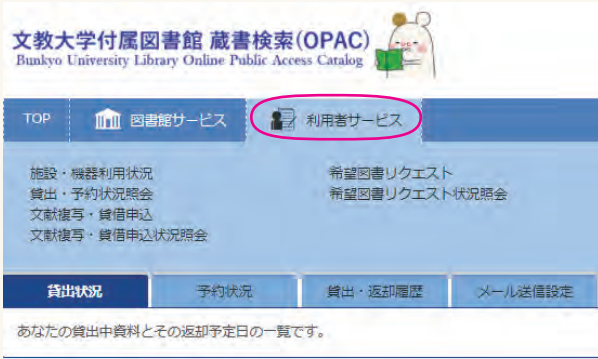 文教大学付属図書館 蔵書検索(OPAC)
Bunkyo University Library Online Public Access Catalog
TOP 図書館サービス 利用者サービス
施設・機器利用状況 希望図書リクエスト
貸出・予約状況照会 希望図書リクエスト状況照会
文献複写・貸借申込
文献複写・貸借申込状況照会
貸出状況 予約状況 貸出・返却履歴 メール送信設定
あなたの貸出中資料とその返却予定日の一覧です。